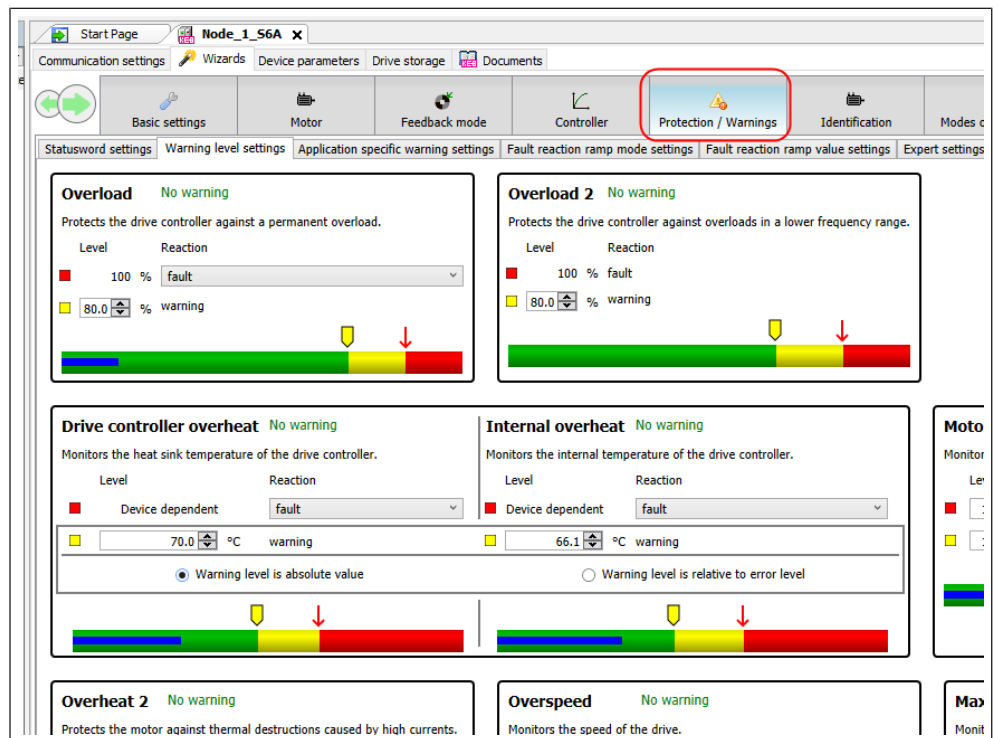 Start Page Node_1_S6A x
Communication settings Wizards Device parameters Drive storage KEB Documents
Basic settings Motor Feedback mode Controller Protection / Warnings Identification Modes
Statusword settings Warning level settings Application specific warning settings Fault reaction ramp mode settings Fault reaction ramp value settings Expert settings
Overload No warning
Protects the drive controller against a permanent overload.
Level Reaction
100 % fault
80.0 % warning
Overload 2 No warning
Protects the drive controller against overloads in a lower frequency range.
Level Reaction
100 % fault
80.0 % warning
Drive controller overheat No warning
Monitors the heat sink temperature of the drive controller.
Level Reaction
Device dependent fault
70.0 °C warning
Internal overheat No warning
Monitors the internal temperature of the drive controller.
Level Reaction
Device dependent fault
66.1 °C warning
Warning level is absolute value Warning level is relative to error level
Moto
Monitor
Le
Overheat 2 No warning
Protects the motor against thermal destructions caused by high currents.
Overspeed No warning
Monitors the speed of the drive.
Max
Monit